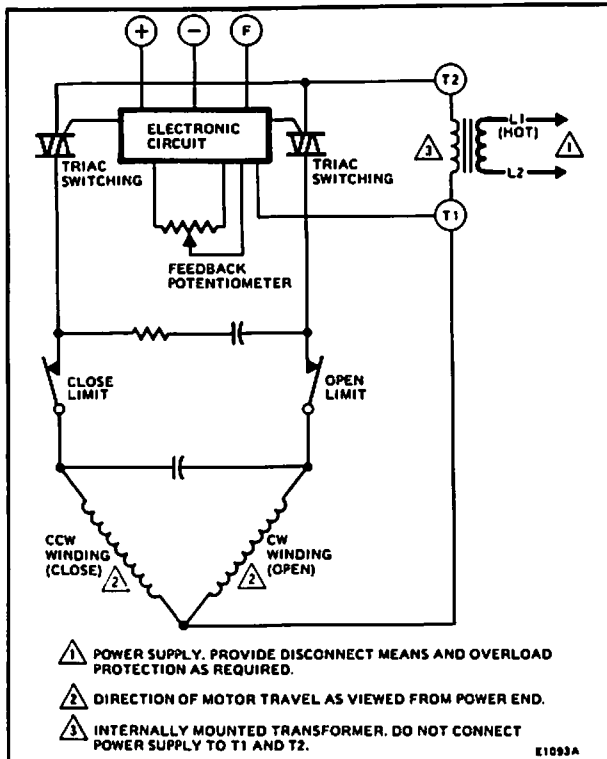 + − F
T2
ELECTRONIC
CIRCUIT
TRIAC
SWITCHING
TRIAC
SWITCHING
3
L1
(HOT)
1
L2
T1
FEEDBACK
POTENTIOMETER
CLOSE
LIMIT
OPEN
LIMIT
CCW
WINDING
(CLOSE)
2
CW
WINDING
(OPEN)
2
1 POWER SUPPLY. PROVIDE DISCONNECT MEANS AND OVERLOAD
PROTECTION AS REQUIRED.
2 DIRECTION OF MOTOR TRAVEL AS VIEWED FROM POWER END.
3 INTERNALLY MOUNTED TRANSFORMER. DO NOT CONNECT
POWER SUPPLY TO T1 AND T2.
E1093A